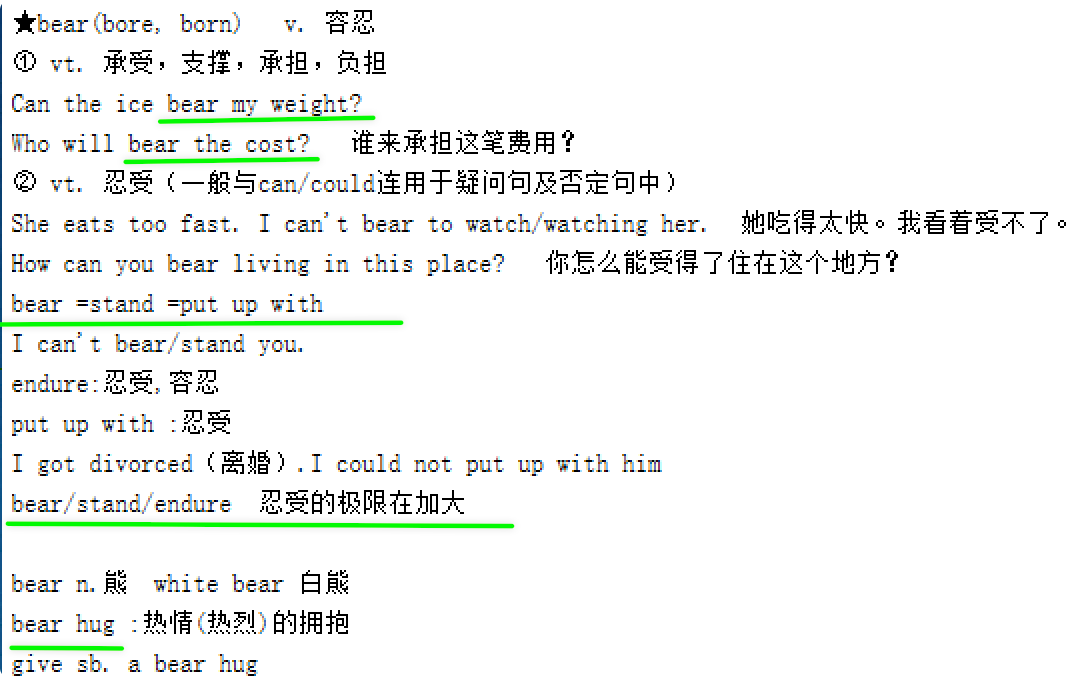 ★bear(bore, born)   v. 容忍
① vt. 承受，支撑，承担，负担
Can the ice bear my weight?
Who will bear the cost?   谁来承担这笔费用？
② vt. 忍受（一般与can/could连用于疑问句及否定句中）
She eats too fast. I can't bear to watch/watching her.  她吃得太快。我看着受不了。
How can you bear living in this place?   你怎么能受得了住在这个地方？
bear =stand =put up with
I can't bear/stand you.
endure:忍受,容忍
put up with :忍受
I got divorced（离婚）.I could not put up with him
bear/stand/endure  忍受的极限在加大
bear n.熊  white bear 白熊
bear hug :热情(热烈)的拥抱
give sb. a bear hug